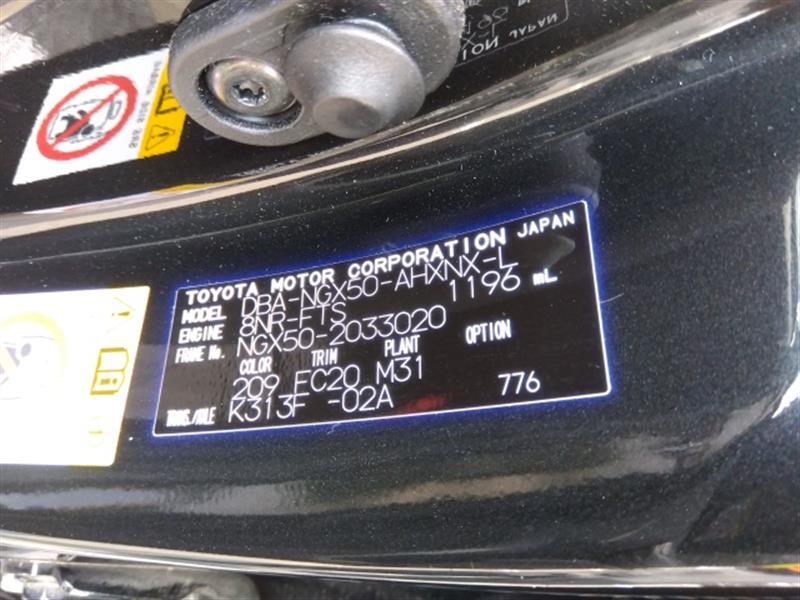 TOYOTA MOTOR CORPORATION JAPAN
MODEL DBA-NGX50-AHXNX-L
ENGINE 8NR-FTS 1196 mL
FRAME No. NGX50-2033020
COLOR TRIM PLANT OPTION
209 FC20 M31
TRANS./AXLE K313F -02A 776